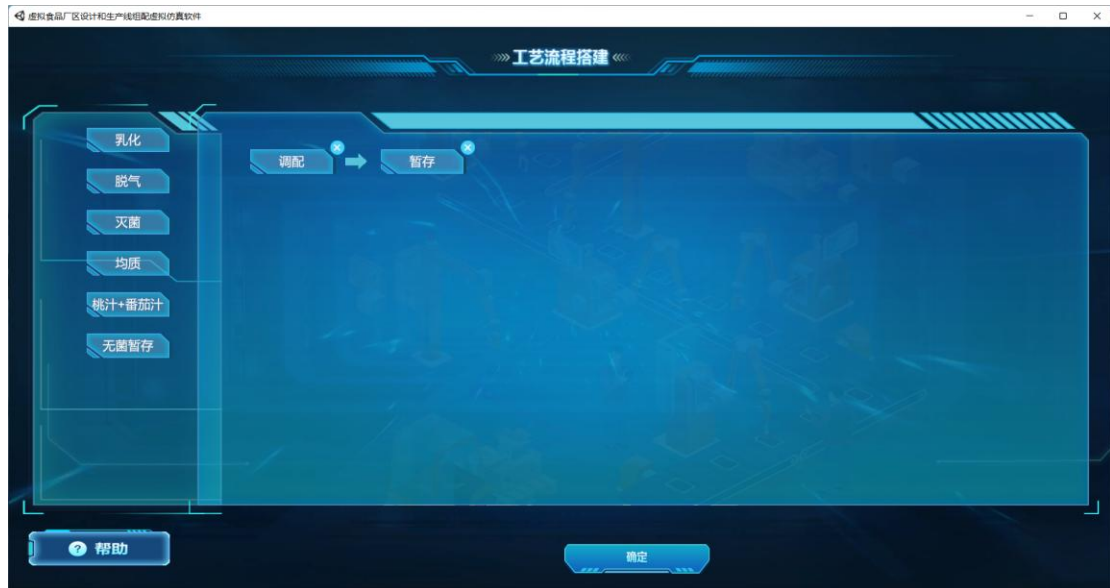 虚拟食品厂区设计和生产线组配虚拟仿真软件
工艺流程搭建
乳化
脱气
灭菌
均质
桃汁+番茄汁
无菌暂存
调配
暂存
帮助
确定